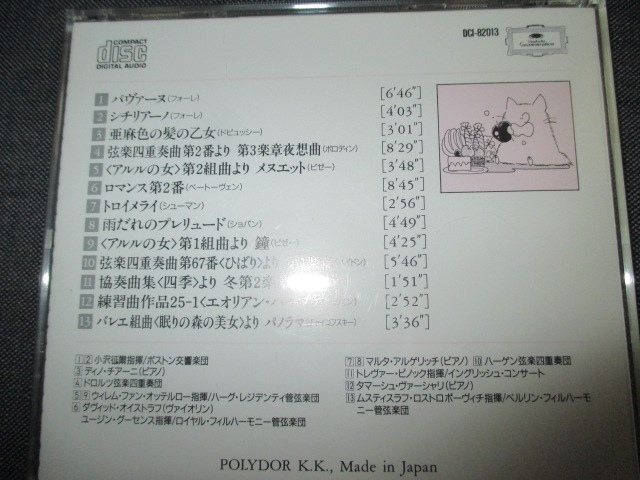 COMPACT
disc
DIGITAL AUDIO
DCI-82013
Deutsche Grammophon
1 パヴァーヌ(フォーレ) [6′46″]
2 シチリアーノ(フォーレ) [4′03″]
3 亜麻色の髪の乙女(ドビュッシー) [3′01″]
4 弦楽四重奏曲第2番より 第3楽章夜想曲(ボロディン) [8′29″]
5 〈アルルの女〉第2組曲より メヌエット(ビゼー) [3′48″]
6 ロマンス第2番(ベートーヴェン) [8′45″]
7 トロイメライ(シューマン) [2′56″]
8 雨だれのプレリュード(ショパン) [4′49″]
9 〈アルルの女〉第1組曲より 鐘(ビゼー) [4′25″]
10 弦楽四重奏曲第67番〈ひばり〉より [5′46″]
11 協奏曲集〈四季〉より 冬第2 [1′51″]
12 練習曲作品25-1〈エオリアン・ [2′52″]
13 バレエ組曲〈眠りの森の美女〉より パノラマ(チャイコフスキー) [3′36″]
1 2 小沢征爾指揮/ボストン交響楽団
3 ディノ・チアーニ(ピアノ)
4 ドロルツ弦楽四重奏団
5 9 ウィレム・ファン・オッテルロー指揮/ハーグ・レジデンティ管弦楽団
6 ダヴィッド・オイストラフ(ヴァイオリン)
ユージン・グーセンス指揮/ロイヤル・フィルハーモニー管弦楽団
7 8 マルタ・アルゲリッチ(ピアノ) 10 ハーゲン弦楽四重奏団
11 トレヴァー・ピノック指揮/イングリッシュ・コンサート
12 タマーシュ・ヴァーシャリ(ピアノ)
13 ムスティスラフ・ロストロポーヴィチ指揮/ベルリン・フィルハーモ
ニー管弦楽団
POLYDOR K.K., Made in Japan